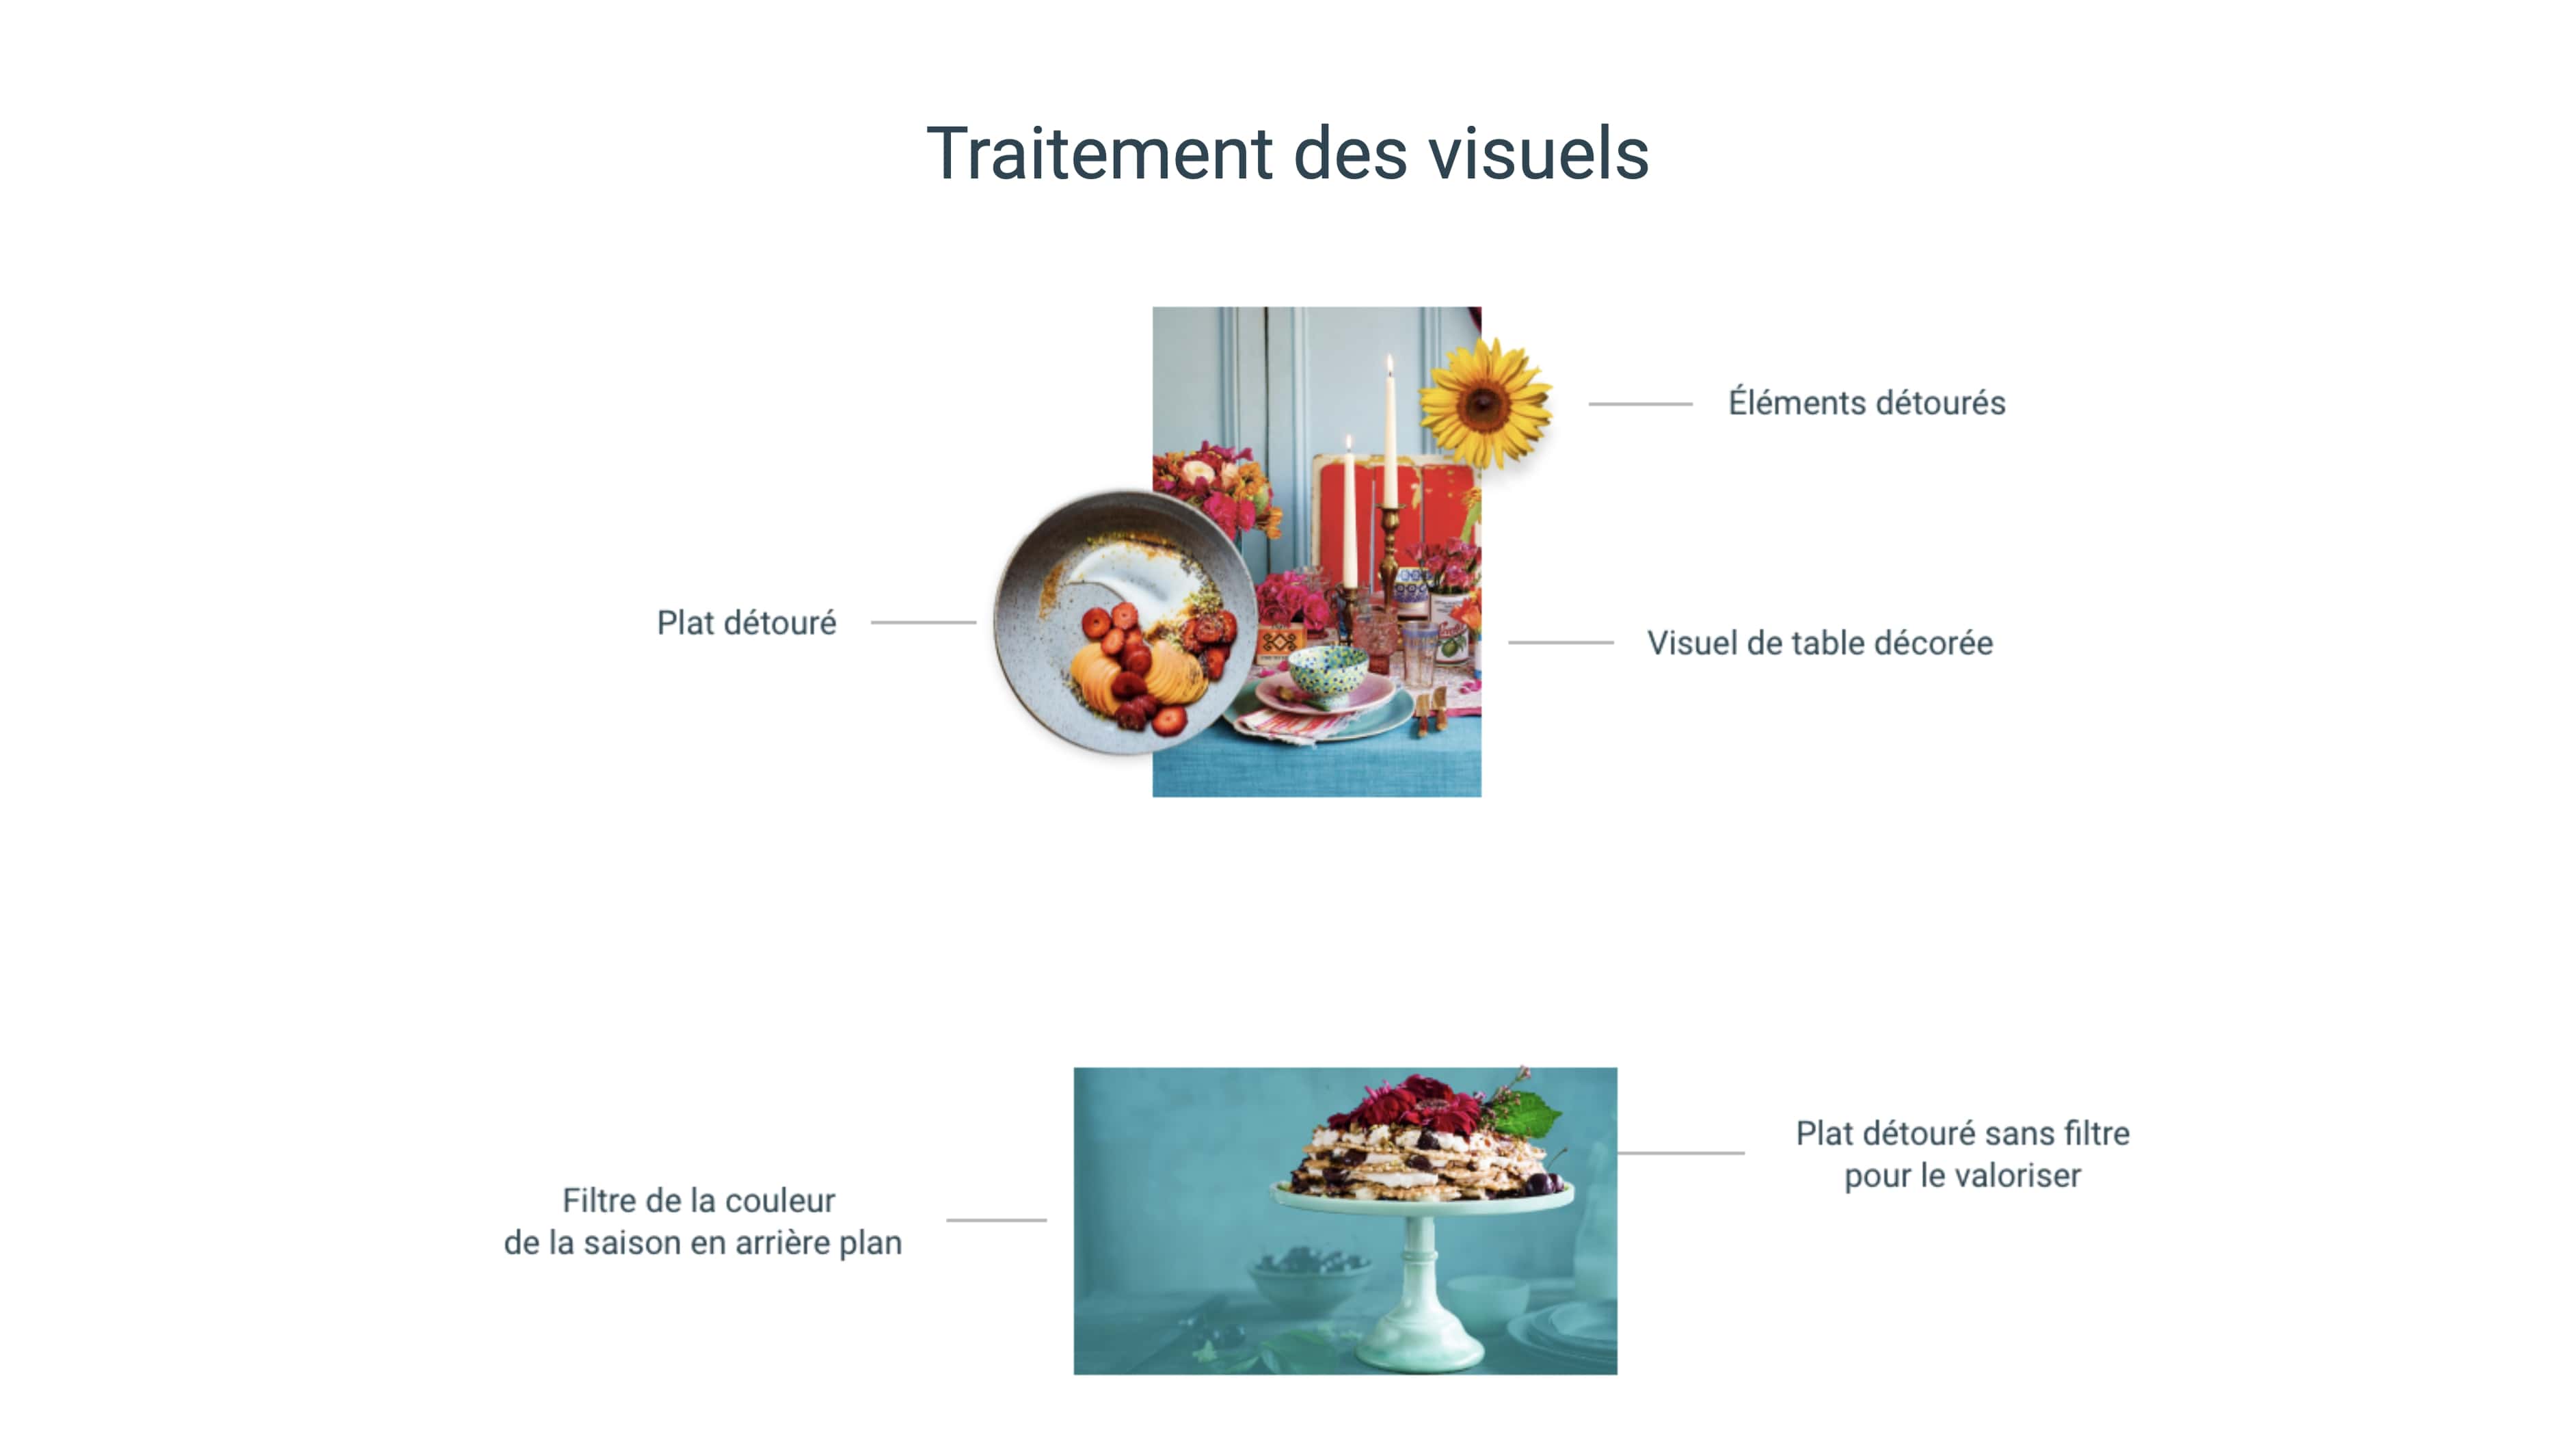 Traitement des visuels
Éléments détourés
Plat détouré
Visuel de table décorée
Plat détouré sans filtre
pour le valoriser
Filtre de la couleur
de la saison en arrière plan